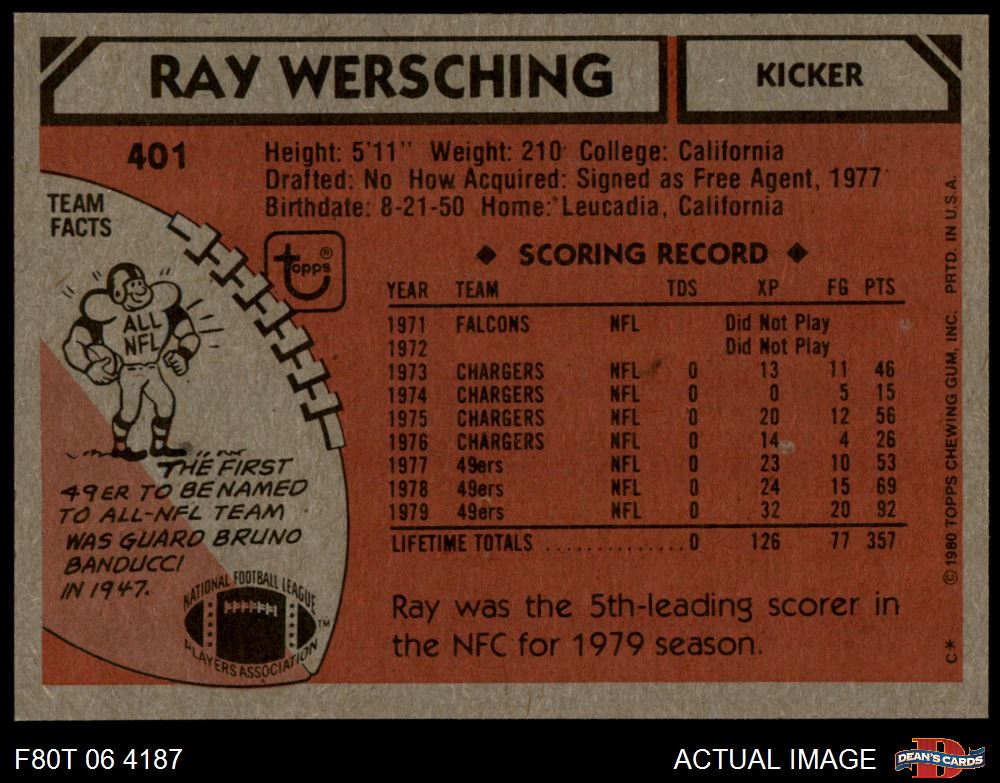 RAY WERSCHING
KICKER
401
Height: 5'11" Weight: 210 College: California
Drafted: No How Acquired: Signed as Free Agent, 1977
Birthdate: 8-21-50 Home: Leucadia, California
TEAM
FACTS
topps®
ALL
NFL
THE FIRST
49ER TO BE NAMED
TO ALL-NFL TEAM
WAS GUARD BRUNO
BANDUCCI
IN 1947.
NATIONAL FOOTBALL LEAGUE
PLAYERS ASSOCIATION
TM
◆ SCORING RECORD ◆
YEAR TEAM TDS XP FG PTS
1971 FALCONS NFL Did Not Play
1972 Did Not Play
1973 CHARGERS NFL 0 13 11 46
1974 CHARGERS NFL 0 0 5 15
1975 CHARGERS NFL 0 20 12 56
1976 CHARGERS NFL 0 14 4 26
1977 49ers NFL 0 23 10 53
1978 49ers NFL 0 24 15 69
1979 49ers NFL 0 32 20 92
LIFETIME TOTALS ..............0 126 77 357
Ray was the 5th-leading scorer in
the NFC for 1979 season.
C* © 1980 TOPPS CHEWING GUM, INC. PRTD. IN U.S.A.
F80T 06 4187
ACTUAL IMAGE
D
DEAN'S CARDS